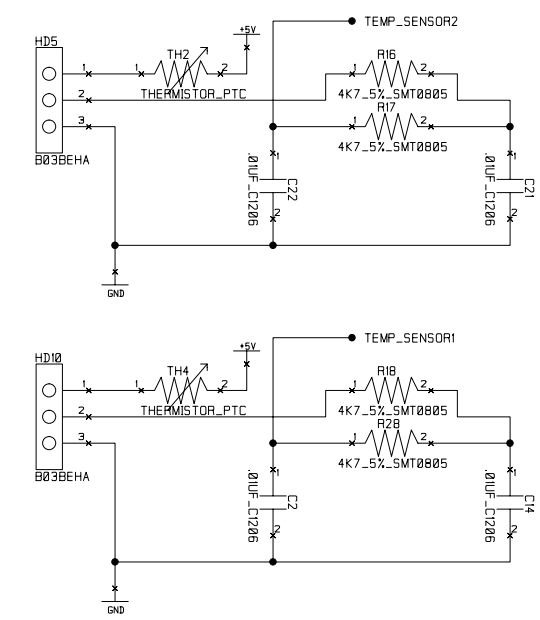 TEMP_SENSOR2
+5V
HD5
TH2
R16
1
1
2
1
2
THERMISTOR_PTC
4K7_5%_SMT0805
2
R17
3
1
2
4K7_5%_SMT0805
B03BEHA
1
.01UF_C1206
C22
2
1
.01UF_C1206
C21
2
GND
TEMP_SENSOR1
+5V
HD10
TH4
R18
1
1
2
1
2
THERMISTOR_PTC
4K7_5%_SMT0805
2
R28
3
1
2
4K7_5%_SMT0805
B03BEHA
1
.01UF_C1206
C2
2
1
.01UF_C1206
C14
2
GND